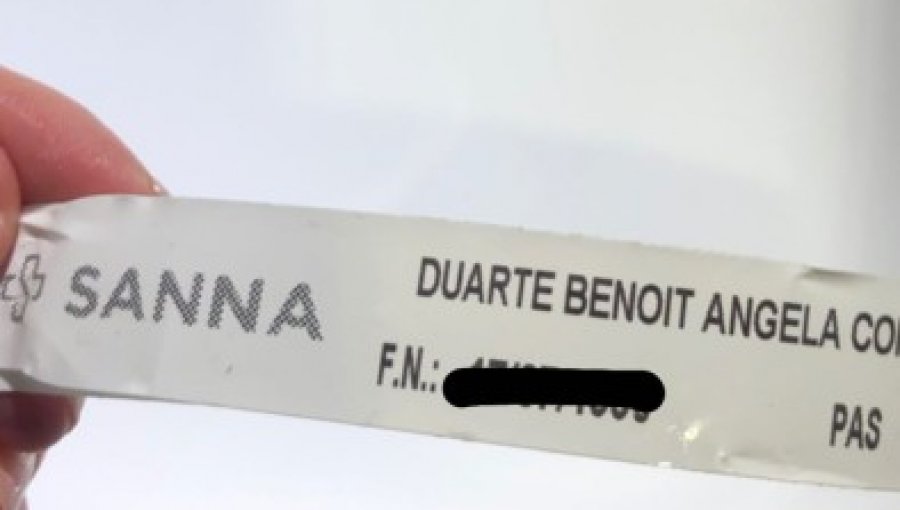 SANNA
DUARTE BENOIT ANGELA
F.N.:
PAS